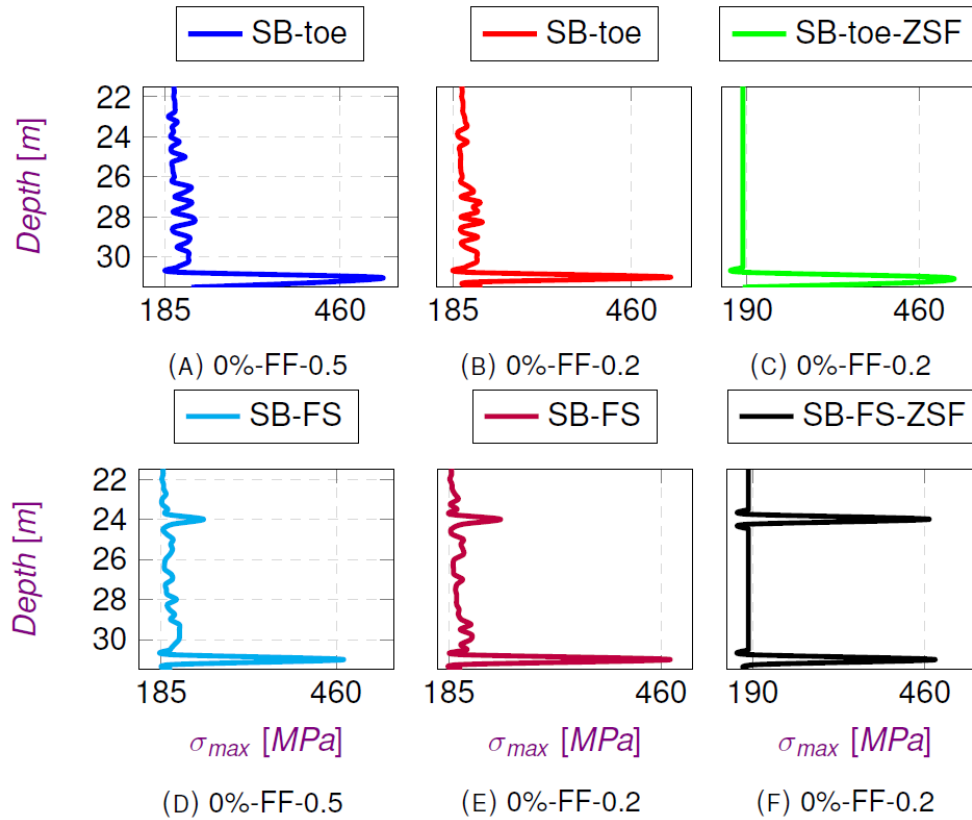 SB-toe
SB-toe
SB-toe-ZSF
Depth [m]
22
24
26
28
30
185
460
185
460
190
460
(A) 0%-FF-0.5
(B) 0%-FF-0.2
(C) 0%-FF-0.2
SB-FS
SB-FS
SB-FS-ZSF
Depth [m]
22
24
26
28
30
185
460
185
460
190
460
σmax [MPa]
σmax [MPa]
σmax [MPa]
(D) 0%-FF-0.5
(E) 0%-FF-0.2
(F) 0%-FF-0.2